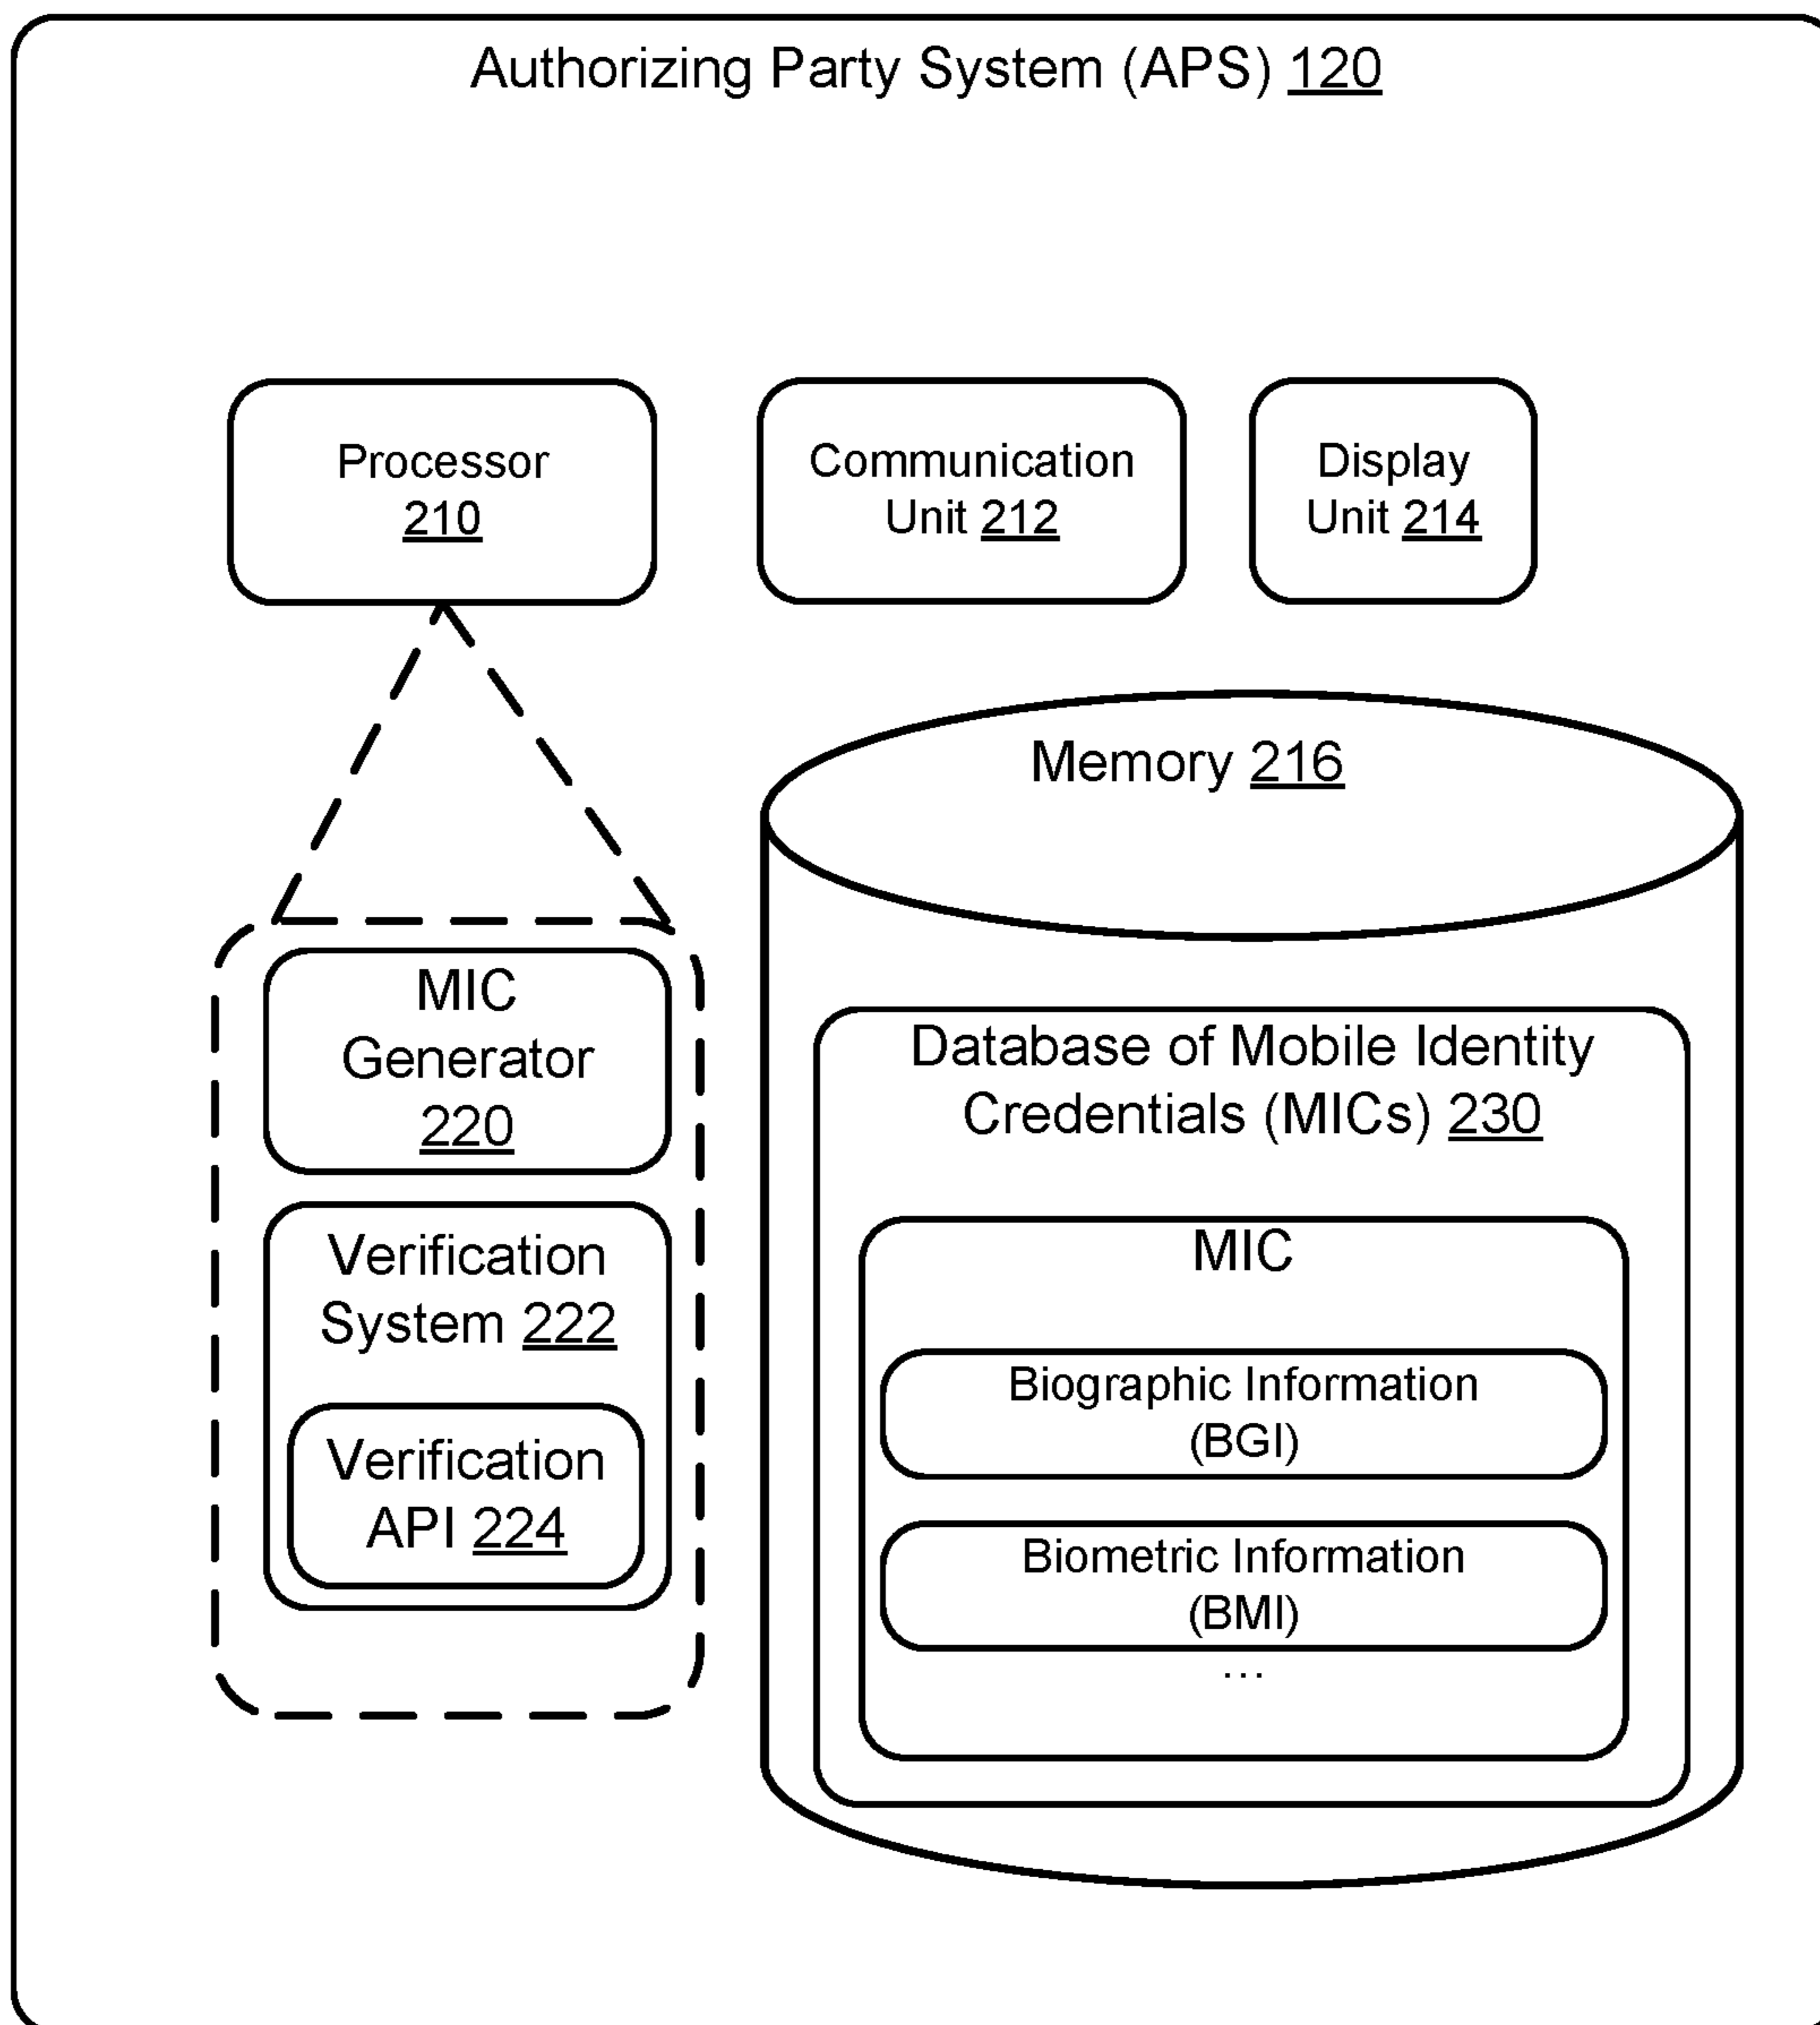 Authorizing Party System (APS) 120
Processor
210
Communication
Unit 212
Display
Unit 214
Memory 216
MIC
Generator
220
Verification
System 222
Verification
API 224
Database of Mobile Identity
Credentials (MICs) 230
MIC
Biographic Information
(BGI)
Biometric Information
(BMI)
...